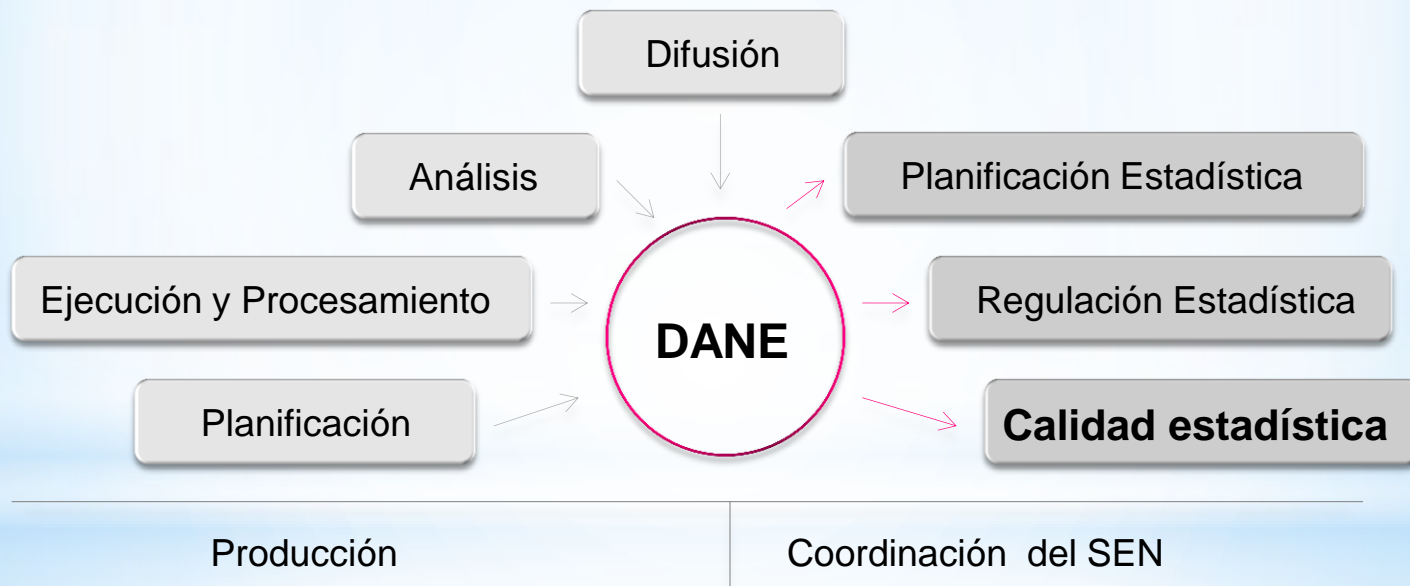 Difusión
Análisis
Planificación Estadística
Ejecución y Procesamiento
Regulación Estadística
DANE
Planificación
Calidad estadística
Producción
Coordinación del SEN